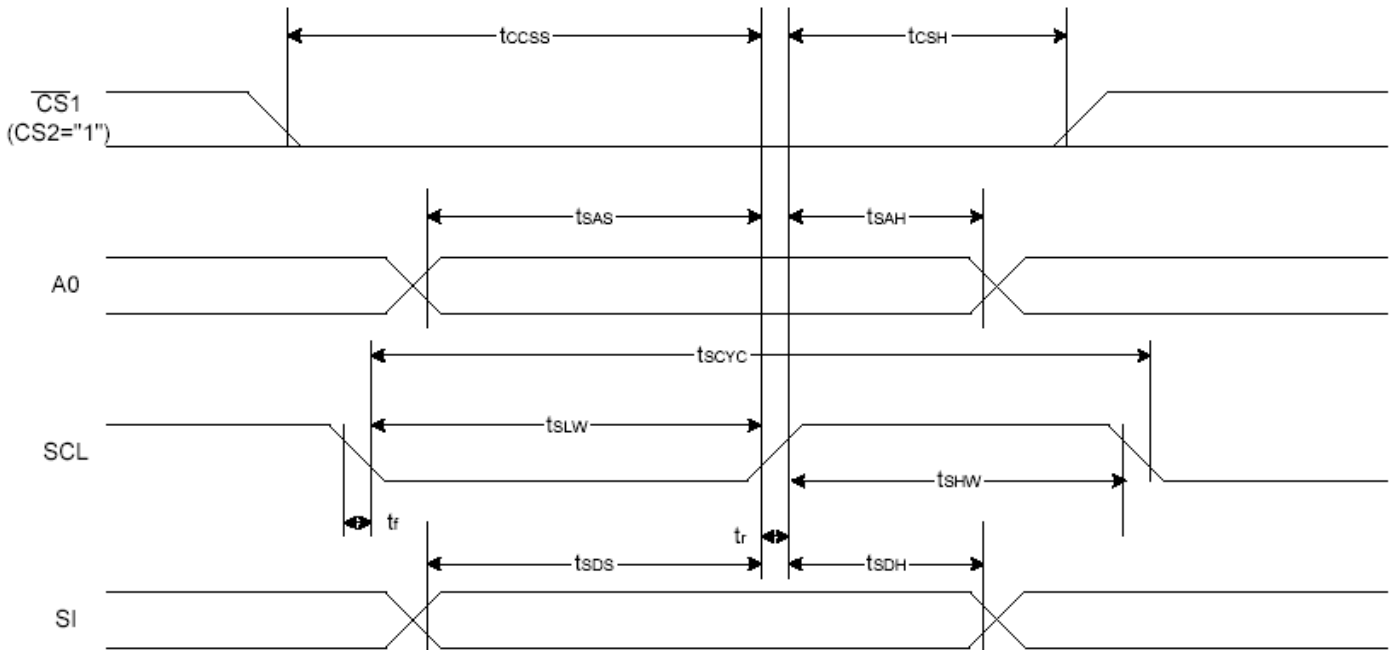 tCCSS
tCSH
CS1
(CS2="1")
tSAS
tSAH
A0
tSCYC
tSLW
SCL
tSHW
tf
tr
tSDS
tSDH
SI